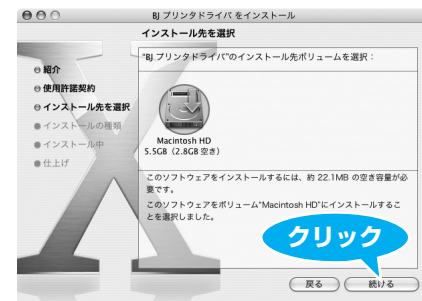 BJ プリンタドライバ をインストール
インストール先を選択
"BJ プリンタドライバ"のインストール先ボリュームを選択：
紹介
使用許諾契約
インストール先を選択
インストールの種類
インストール中
仕上げ
Macintosh HD
5.5GB（2.8GB 空き）
このソフトウェアをインストールするには、約 22.1MB の空き容量が必
要です。
このソフトウェアをボリューム"Macintosh HD"にインストールするこ
とを選択しました。
クリック
戻る
続ける